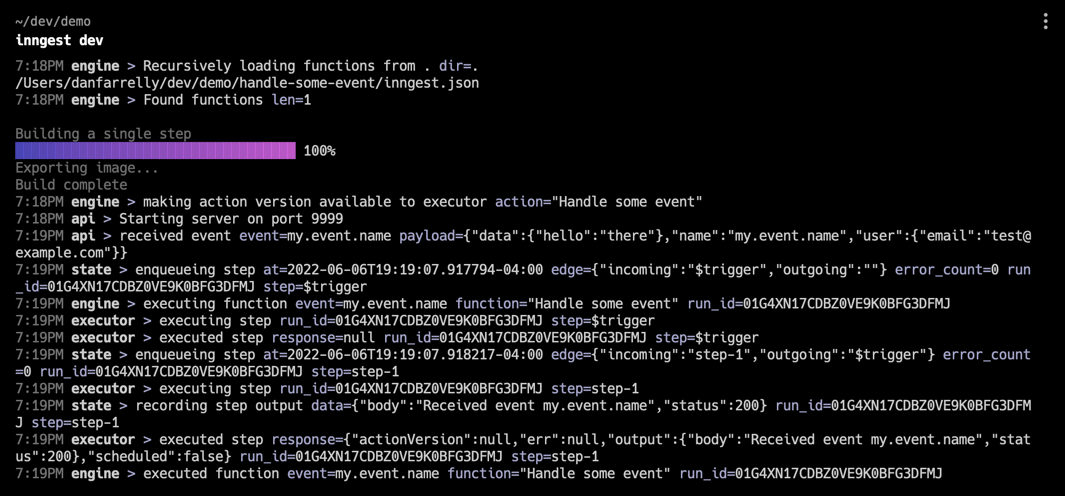 ~/dev/demo
inngest dev
7:18PM engine > Recursively loading functions from . dir=.
/Users/danfarrelly/dev/demo/handle-some-event/inngest.json
7:18PM engine > Found functions len=1
Building a single step
100%
Exporting image...
Build complete
7:18PM engine > making action version available to executor action="Handle some event"
7:18PM api > Starting server on port 9999
7:19PM api > received event event=my.event.name payload={"data":{"hello":"there"},"name":"my.event.name","user":{"email":"test@
example.com"}}
7:19PM state > enqueueing step at=2022-06-06T19:19:07.917794-04:00 edge={"incoming":"$trigger","outgoing":""} error_count=0 run
_id=01G4XN17CDBZ0VE9K0BFG3DFMJ step=$trigger
7:19PM engine > executing function event=my.event.name function="Handle some event" run_id=01G4XN17CDBZ0VE9K0BFG3DFMJ
7:19PM executor > executing step run_id=01G4XN17CDBZ0VE9K0BFG3DFMJ step=$trigger
7:19PM executor > executed step response=null run_id=01G4XN17CDBZ0VE9K0BFG3DFMJ step=$trigger
7:19PM state > enqueueing step at=2022-06-06T19:19:07.918217-04:00 edge={"incoming":"step-1","outgoing":"$trigger"} error_count
=0 run_id=01G4XN17CDBZ0VE9K0BFG3DFMJ step=step-1
7:19PM executor > executing step run_id=01G4XN17CDBZ0VE9K0BFG3DFMJ step=step-1
7:19PM state > recording step output data={"body":"Received event my.event.name","status":200} run_id=01G4XN17CDBZ0VE9K0BFG3DFM
J step=step-1
7:19PM executor > executed step response={"actionVersion":null,"err":null,"output":{"body":"Received event my.event.name","stat
us":200},"scheduled":false} run_id=01G4XN17CDBZ0VE9K0BFG3DFMJ step=step-1
7:19PM engine > executed function event=my.event.name function="Handle some event" run_id=01G4XN17CDBZ0VE9K0BFG3DFMJ